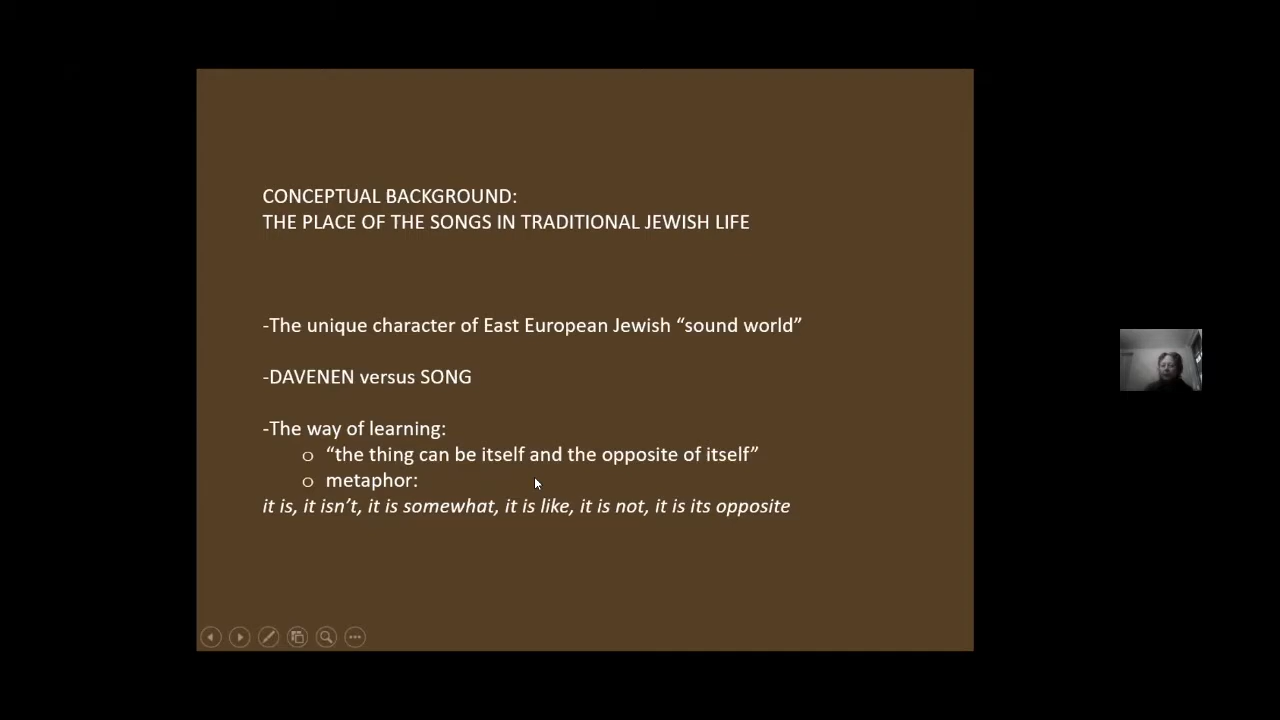 CONCEPTUAL BACKGROUND:
THE PLACE OF THE SONGS IN TRADITIONAL JEWISH LIFE
-The unique character of East European Jewish “sound world”
-DAVENEN versus SONG
-The way of learning:
o “the thing can be itself and the opposite of itself”
o metaphor:
it is, it isn’t, it is somewhat, it is like, it is not, it is its opposite